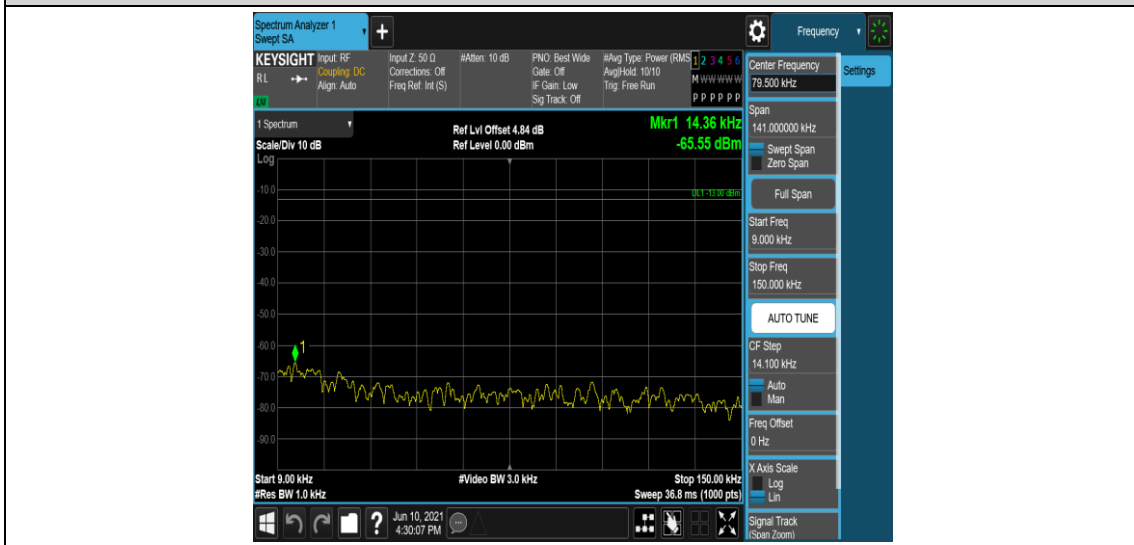 Spectrum Analyzer 1
Swept SA
+
Frequency
KEYSIGHT
RL
LXI
Input: RF
Coupling: DC
Align: Auto
Input Z: 50 Ω
Corrections: Off
Freq Ref: Int (S)
#Atten: 10 dB
PNO: Best Wide
Gate: Off
IF Gain: Low
Sig Track: Off
#Avg Type: Power (RMS
Avg|Hold: 10/10
Trig: Free Run
1 2 3 4 5 6
M W W W W W
P P P P P P
1 Spectrum
Scale/Div 10 dB
Log
Ref Lvl Offset 4.84 dB
Ref Level 0.00 dBm
Mkr1 14.36 kHz
-65.55 dBm
DL1 -13.00 dBm
-10.0
-20.0
-30.0
-40.0
-50.0
-60.0
-70.0
-80.0
-90.0
1
Start 9.00 kHz
#Res BW 1.0 kHz
#Video BW 3.0 kHz
Stop 150.00 kHz
Sweep 36.8 ms (1000 pts)
?
Jun 10, 2021
4:30:07 PM
Center Frequency
79.500 kHz
Settings
Span
141.000000 kHz
Swept Span
Zero Span
Full Span
Start Freq
9.000 kHz
Stop Freq
150.000 kHz
AUTO TUNE
CF Step
14.100 kHz
Auto
Man
Freq Offset
0 Hz
X Axis Scale
Log
Lin
Signal Track
(Span Zoom)